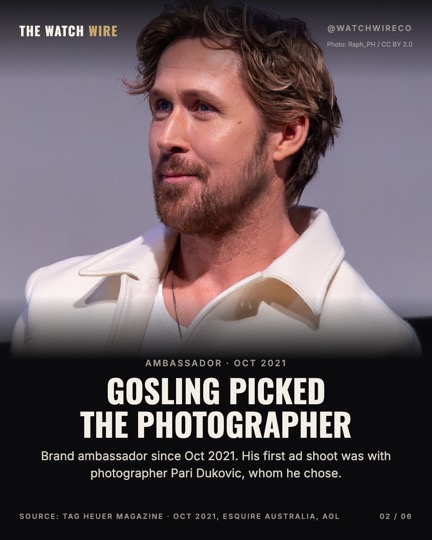 THE WATCH WIRE
@WATCHWIRECO
Photo: Raph_PH / CC BY 2.0
AMBASSADOR · OCT 2021
GOSLING PICKED
THE PHOTOGRAPHER
Brand ambassador since Oct 2021. His first ad shoot was with
photographer Pari Dukovic, whom he chose.
SOURCE: TAG HEUER MAGAZINE · OCT 2021, ESQUIRE AUSTRALIA, AOL
02 / 06